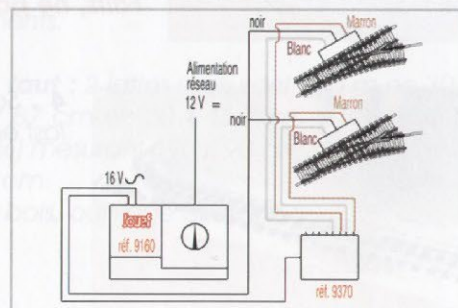 noir
Marron
Blanc
Alimentation
réseau
12 V =
noir
Marron
Blanc
16 V
Jouef
réf. 9160
réf. 9370